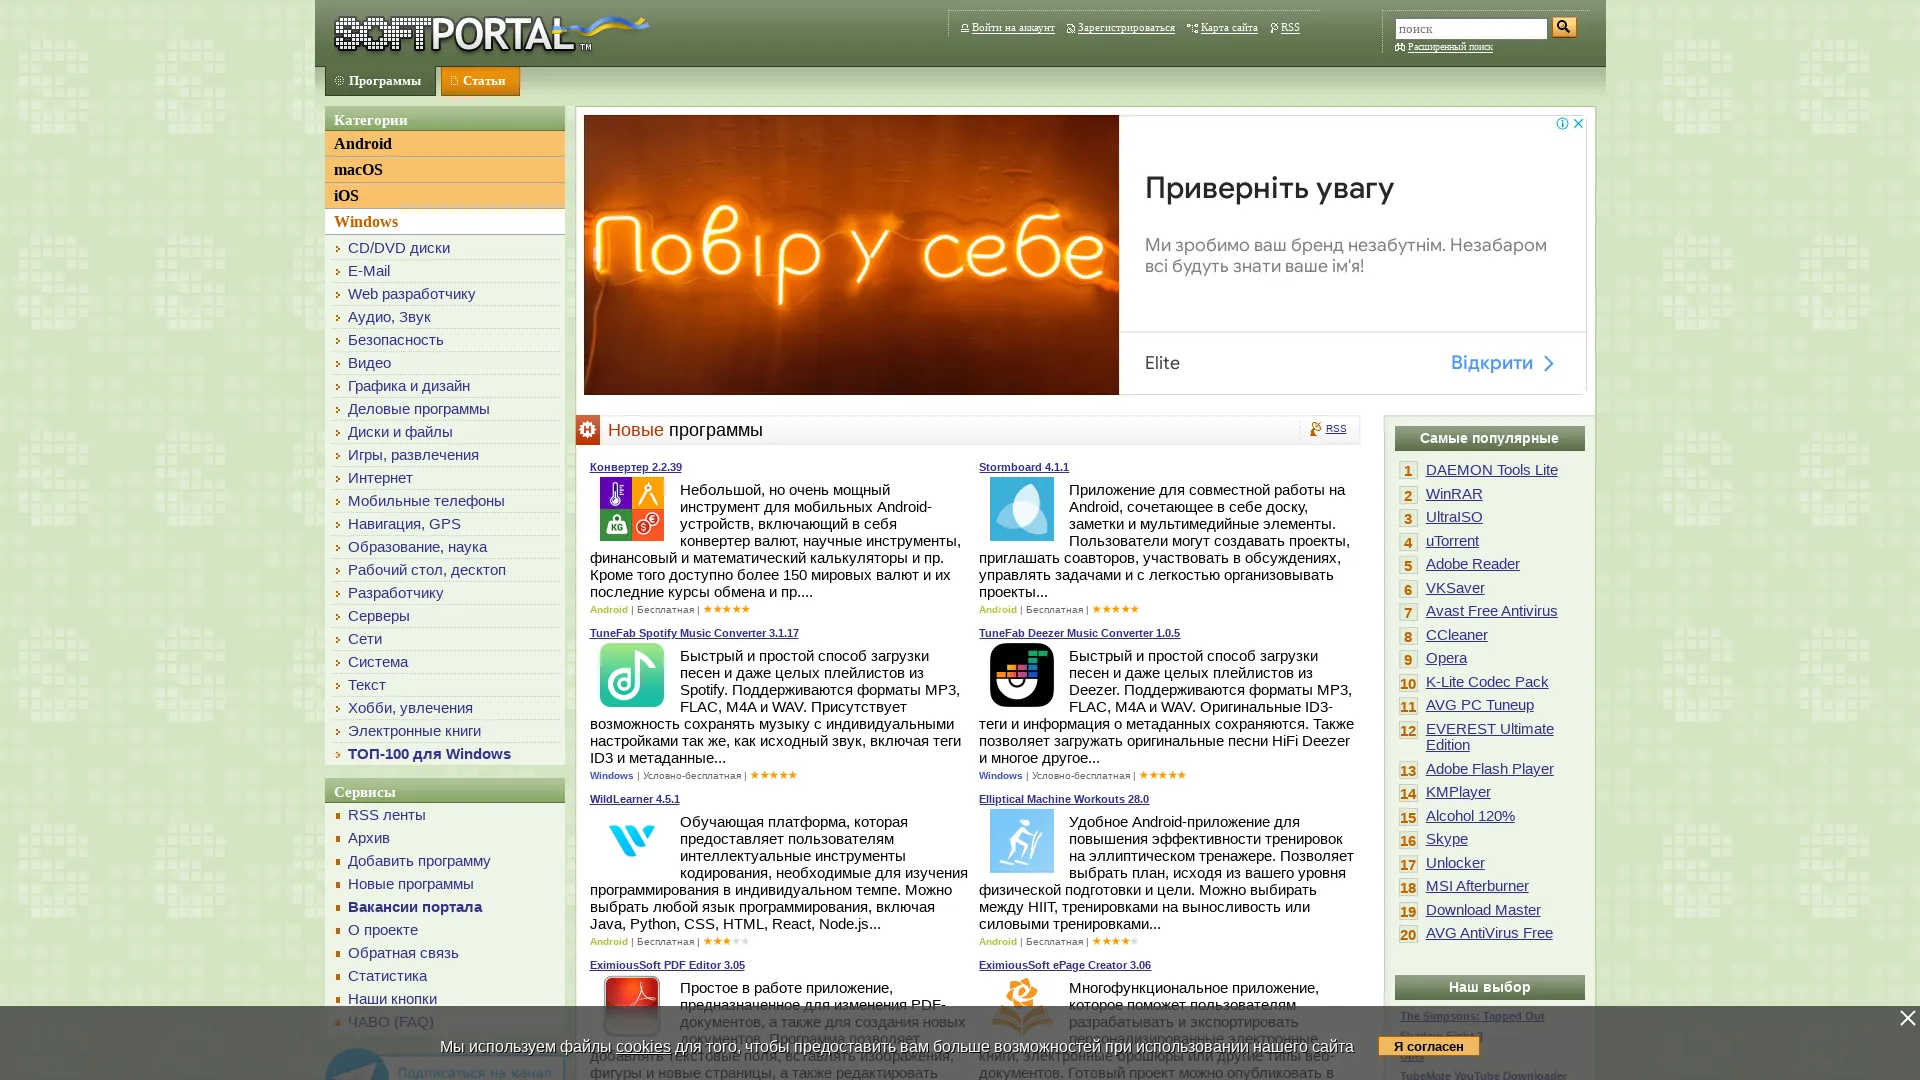 SOFTPORTAL™
Войти на аккаунт
Зарегистрироваться
Карта сайта
RSS
поиск
Расширенный поиск
Программы
Статьи
Категории
Android
macOS
iOS
Windows
CD/DVD диски
E-Mail
Web разработчику
Аудио, Звук
Безопасность
Видео
Графика и дизайн
Деловые программы
Диски и файлы
Игры, развлечения
Интернет
Мобильные телефоны
Навигация, GPS
Образование, наука
Рабочий стол, десктоп
Разработчику
Серверы
Сети
Система
Текст
Хобби, увлечения
Электронные книги
ТОП-100 для Windows
Сервисы
RSS ленты
Архив
Добавить программу
Новые программы
Вакансии портала
О проекте
Обратная связь
Статистика
Наши кнопки
ЧАВО (FAQ)
Подписаться на канал
Повір у себе
Приверніть увагу
Ми зробимо ваш бренд незабутнім. Незабаром
всі будуть знати ваше ім'я!
Elite
Відкрити
Новые программы
RSS
Конвертер 2.2.39
Небольшой, но очень мощный
инструмент для мобильных Android-
устройств, включающий в себя
конвертер валют, научные инструменты,
финансовый и математический калькуляторы и пр.
Кроме того доступно более 150 мировых валют и их
последние курсы обмена и пр....
Android | Бесплатная | ★★★★★
Stormboard 4.1.1
Приложение для совместной работы на
Android, сочетающее в себе доску,
заметки и мультимедийные элементы.
Пользователи могут создавать проекты,
приглашать соавторов, участвовать в обсуждениях,
управлять задачами и с легкостью организовывать
проекты...
Android | Бесплатная | ★★★★★
TuneFab Spotify Music Converter 3.1.17
Быстрый и простой способ загрузки
песен и даже целых плейлистов из
Spotify. Поддерживаются форматы MP3,
FLAC, M4A и WAV. Присутствует
возможность сохранять музыку с индивидуальными
настройками так же, как исходный звук, включая теги
ID3 и метаданные...
Windows | Условно-бесплатная | ★★★★★
TuneFab Deezer Music Converter 1.0.5
Быстрый и простой способ загрузки
песен и даже целых плейлистов из
Deezer. Поддерживаются форматы MP3,
FLAC, M4A и WAV. Оригинальные ID3-
теги и информация о метаданных сохраняются. Также
позволяет загружать оригинальные песни HiFi Deezer
и многое другое...
Windows | Условно-бесплатная | ★★★★★
WildLearner 4.5.1
Обучающая платформа, которая
предоставляет пользователям
интеллектуальные инструменты
кодирования, необходимые для изучения
программирования в индивидуальном темпе. Можно
выбрать любой язык программирования, включая
Java, Python, CSS, HTML, React, Node.js...
Android | Бесплатная | ★★★★★
Elliptical Machine Workouts 28.0
Удобное Android-приложение для
повышения эффективности тренировок
на эллиптическом тренажере. Позволяет
выбрать план, исходя из вашего уровня
физической подготовки и цели. Можно выбирать
между HIIT, тренировками на выносливость или
силовыми тренировками...
Android | Бесплатная | ★★★★★
EximiousSoft PDF Editor 3.05
Простое в работе приложение,
предназначенное для изменения PDF-
документов, а также для создания новых
документов. Программа позволяет
добавлять текстовые поля, вставлять изображения,
фигуры и новые страницы, а также редактировать
EximiousSoft ePage Creator 3.06
Многофункциональное приложение,
которое поможет пользователям
разрабатывать и экспортировать
персонализированные электронные
книги, электронные брошюры или другие типы веб-
документов. Готовый проект можно опубликовать в
Самые популярные
1 DAEMON Tools Lite
2 WinRAR
3 UltraISO
4 uTorrent
5 Adobe Reader
6 VKSaver
7 Avast Free Antivirus
8 CCleaner
9 Opera
10 K-Lite Codec Pack
11 AVG PC Tuneup
12 EVEREST Ultimate
Edition
13 Adobe Flash Player
14 KMPlayer
15 Alcohol 120%
16 Skype
17 Unlocker
18 MSI Afterburner
19 Download Master
20 AVG AntiVirus Free
Наш выбор
The Simpsons: Tapped Out
Shadow Fight 2
Uber
TubeMate YouTube Downloader
Мы используем файлы cookies для того, чтобы предоставить вам больше возможностей при использовании нашего сайта
Я согласен